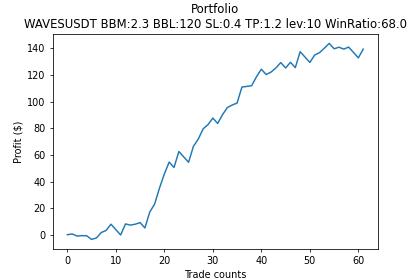 Portfolio
WAVESUSDT BBM:2.3 BBL:120 SL:0.4 TP:1.2 lev:10 WinRatio:68.0
140
120
100
80
60
40
20
0
Profit ($)
0 10 20 30 40 50 60
Trade counts